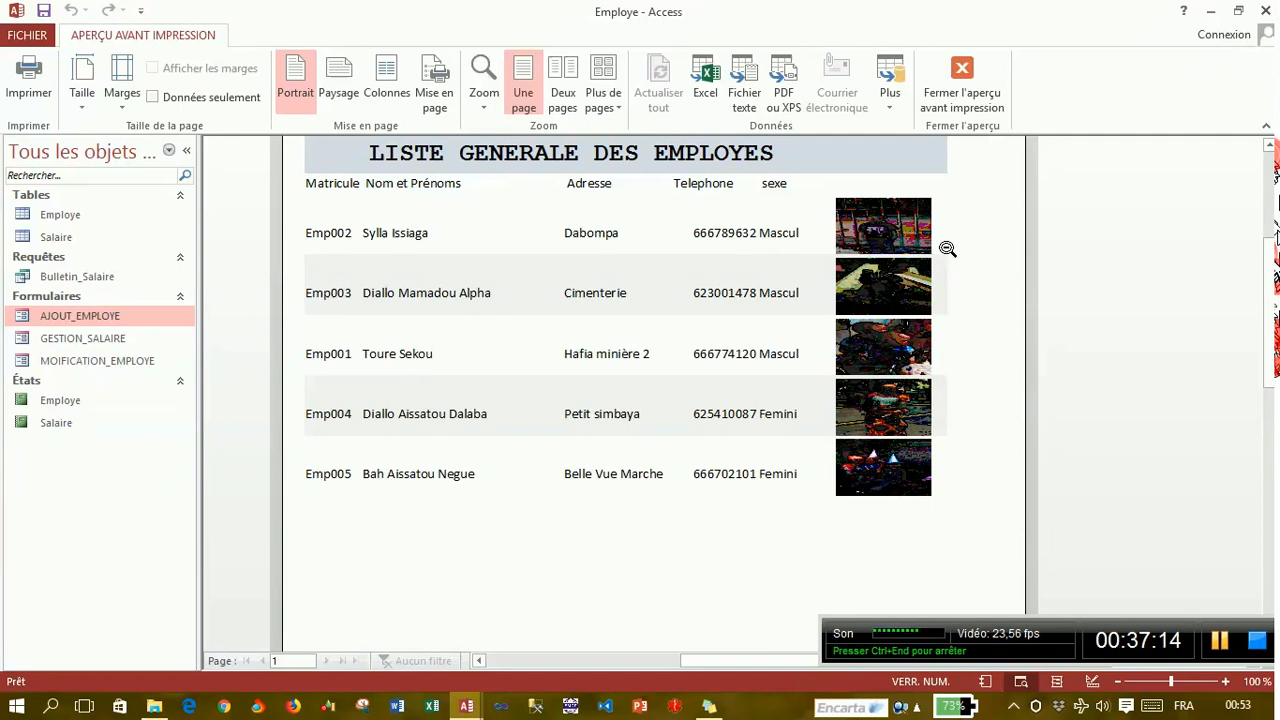 Employe - Access
?
FICHIER
APERÇU AVANT IMPRESSION
Connexion
Imprimer
Taille
Marges
Afficher les marges
Données seulement
Portrait
Paysage
Colonnes
Mise en page
Zoom
Une page
Deux pages
Plus de pages
Actualiser tout
Excel
Fichier texte
PDF ou XPS
Courrier électronique
Plus
Fermer l'aperçu avant impression
Imprimer
Taille de la page
Mise en page
Zoom
Données
Fermer l'aperçu
Tous les objets ...
Rechercher...
Tables
Employe
Salaire
Requêtes
Bulletin_Salaire
Formulaires
AJOUT_EMPLOYE
GESTION_SALAIRE
MOIFICATION_EMPLOYE
États
Employe
Salaire
LISTE GENERALE DES EMPLOYES
Matricule Nom et Prénoms Adresse Telephone sexe
Emp002 Sylla Issiaga Dabompa 666789632 Mascul
Emp003 Diallo Mamadou Alpha Cimenterie 623001478 Mascul
Emp001 Toure Sekou Hafia minière 2 666774120 Mascul
Emp004 Diallo Aissatou Dalaba Petit simbaya 625410087 Femini
Emp005 Bah Aissatou Negue Belle Vue Marche 666702101 Femini
Son
Vidéo: 23,56 fps
Presser Ctrl+End pour arrêter
00:37:14
Page : 1
Aucun filtre
Prêt
VERR. NUM.
100 %
Encarta
73%
FR
00:53